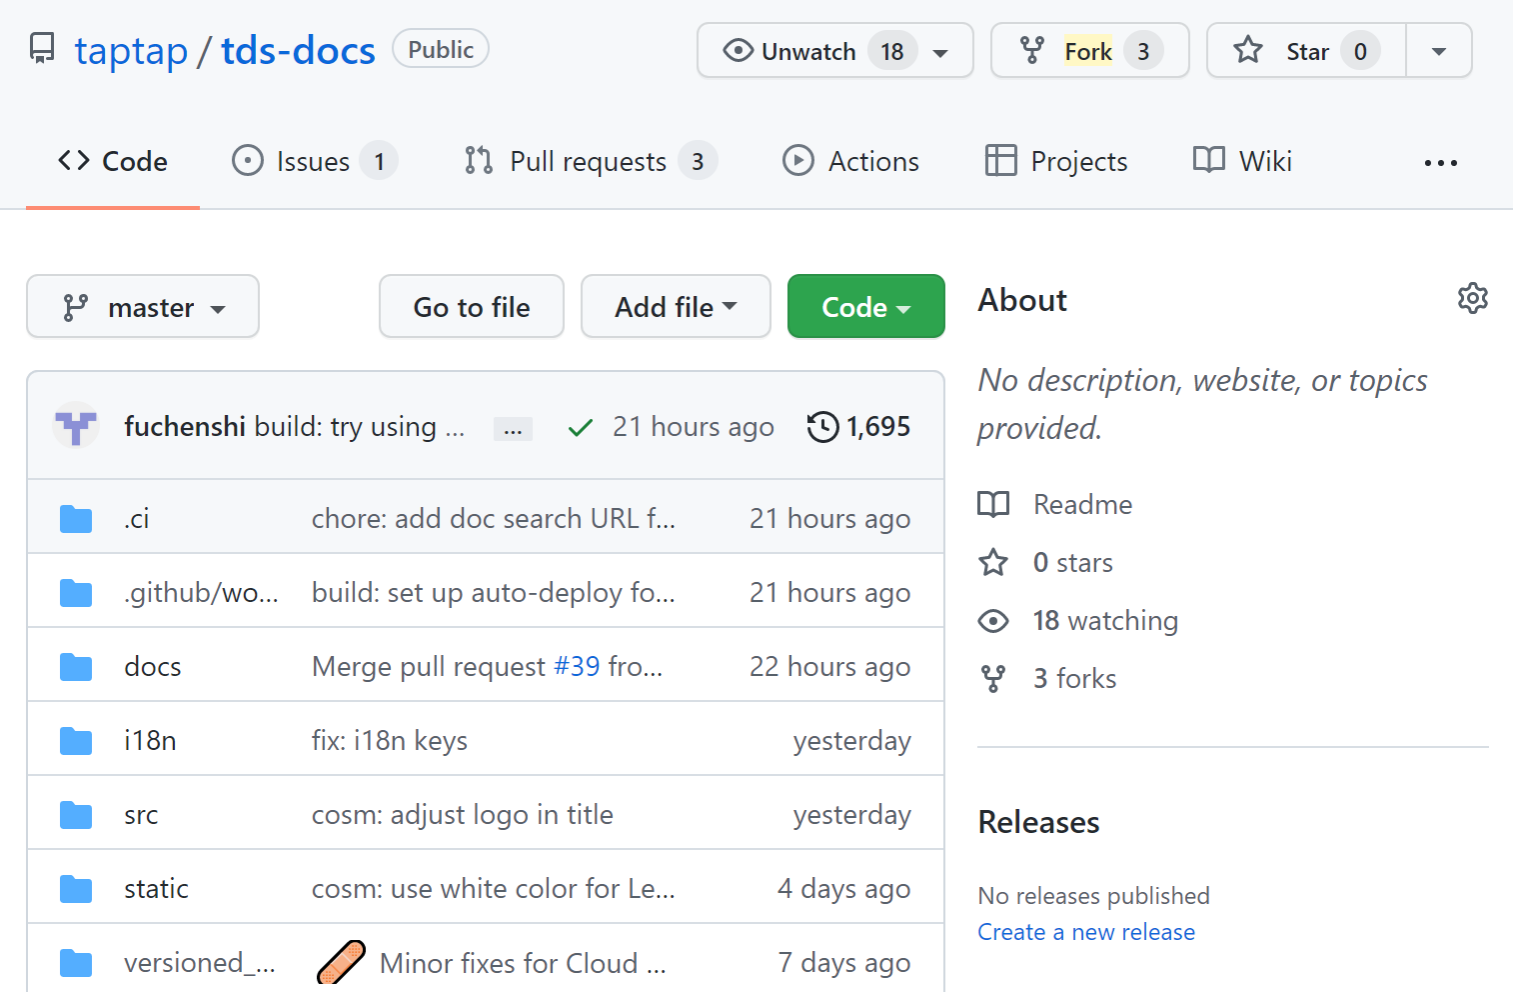 taptap / tds-docs Public Unwatch 18 Fork 3 Star 0
Code Issues 1 Pull requests 3 Actions Projects Wiki ...
master Go to file Add file Code
fuchenshi build: try using ... ... 21 hours ago 1,695
.ci chore: add doc search URL f... 21 hours ago
.github/wo... build: set up auto-deploy fo... 21 hours ago
docs Merge pull request #39 fro... 22 hours ago
i18n fix: i18n keys yesterday
src cosm: adjust logo in title yesterday
static cosm: use white color for Le... 4 days ago
versioned_... Minor fixes for Cloud ... 7 days ago
About
No description, website, or topics
provided.
Readme
0 stars
18 watching
3 forks
Releases
No releases published
Create a new release